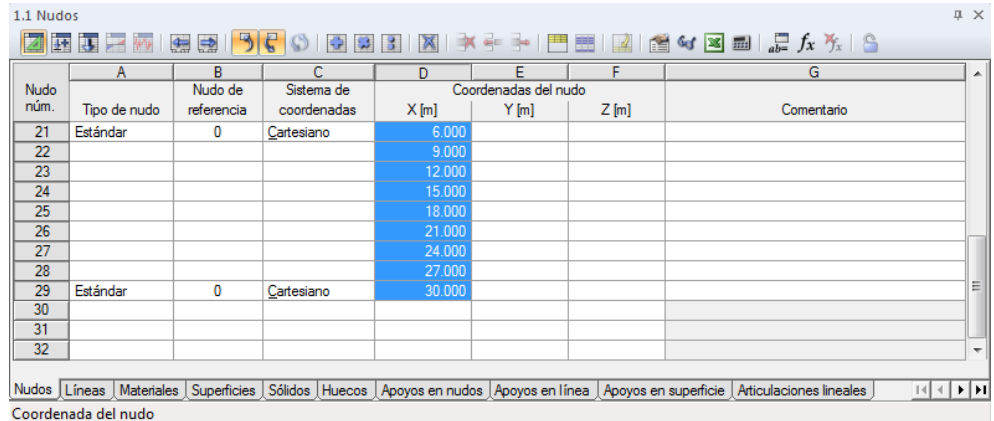 1.1 Nudos
ab= fx fx
A B C D E F G
Nudo núm. Tipo de nudo Nudo de referencia Sistema de coordenadas Coordenadas del nudo
X [m] Y [m] Z [m] Comentario
21 Estándar 0 Cartesiano 6.000
22 9.000
23 12.000
24 15.000
25 18.000
26 21.000
27 24.000
28 27.000
29 Estándar 0 Cartesiano 30.000
30
31
32
Nudos Líneas Materiales Superficies Sólidos Huecos Apoyos en nudos Apoyos en línea Apoyos en superficie Articulaciones lineales
Coordenada del nudo